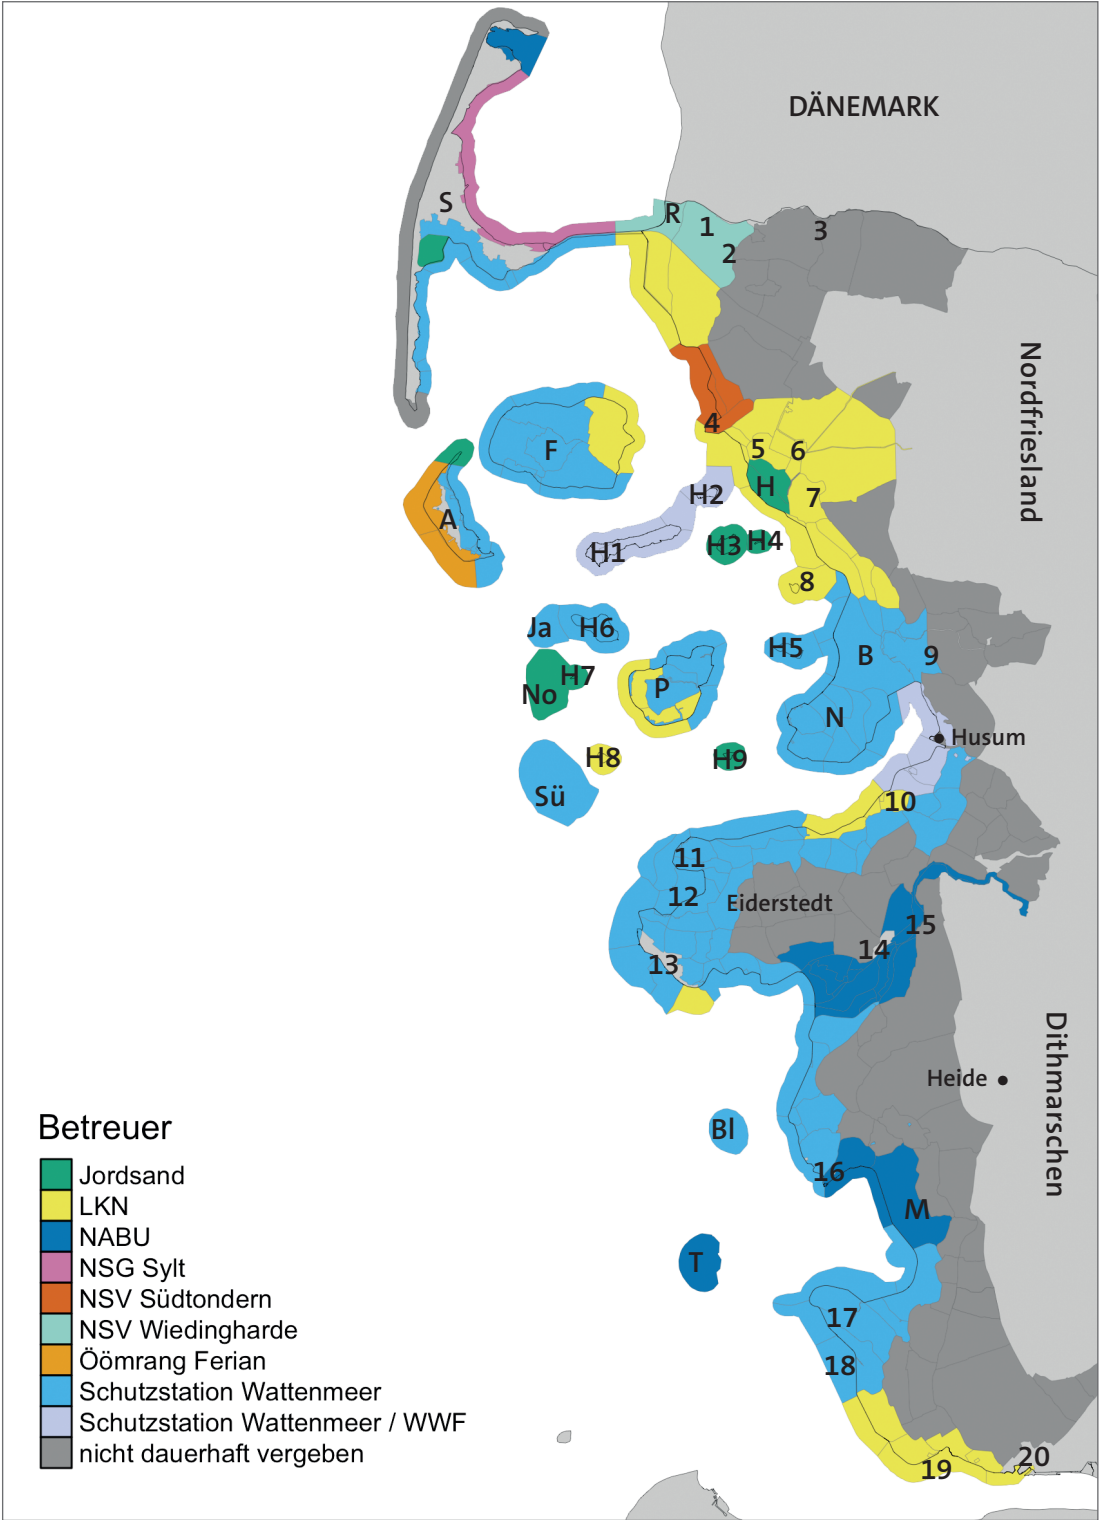 DÄNEMARK
S
R
1
2
3
Nordfriesland
4
F
5
6
H
7
H2
A
H1
H3
H4
8
Ja
H6
H5
B
9
H7
No
P
N
Husum
H8
H9
Sü
10
11
12
Eiderstedt
15
14
13
Dithmarschen
Heide
Bl
16
M
T
17
18
20
19
Betreuer
Jordsand
LKN
NABU
NSG Sylt
NSV Südtondern
NSV Wiedingharde
Öömrang Ferian
Schutzstation Wattenmeer
Schutzstation Wattenmeer / WWF
nicht dauerhaft vergeben